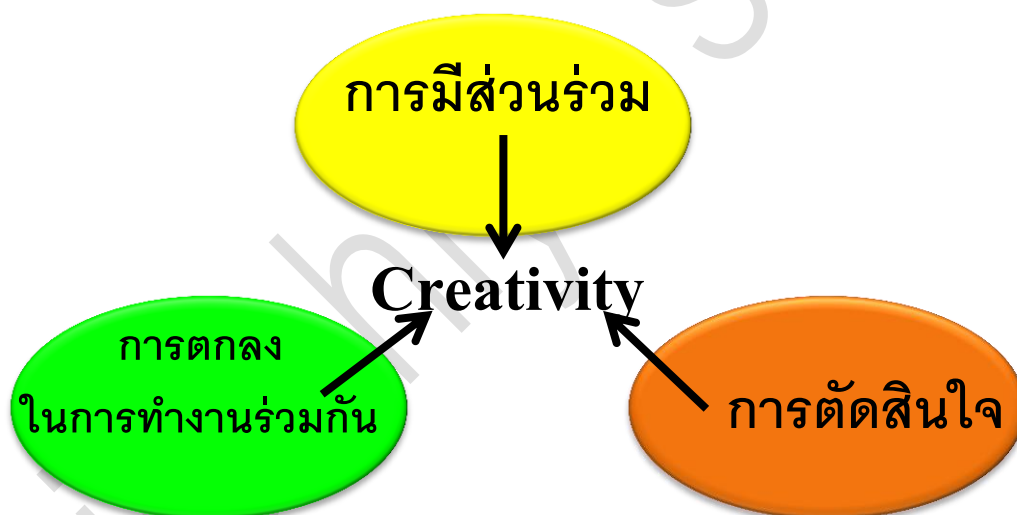 การมีส่วนร่วม
Creativity
การตกลง
ในการทำงานร่วมกัน
การตัดสินใจ